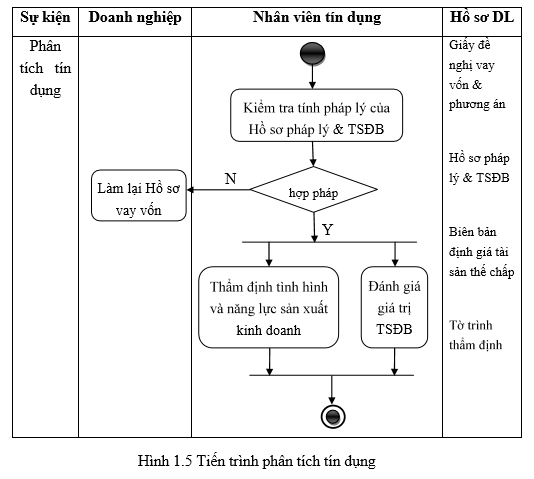 Sự kiện
Doanh nghiệp
Nhân viên tín dụng
Hồ sơ DL
Phân
tích tín
dụng
Giấy đề
nghị vay
vốn &
phương án
Kiểm tra tính pháp lý của
Hồ sơ pháp lý & TSĐB
Hồ sơ pháp
lý & TSĐB
N
Làm lại Hồ sơ
vay vốn
hợp pháp
Y
Biên bản
định giá tài
sản thế chấp
Thẩm định tình hình
và năng lực sản xuất
kinh doanh
Đánh giá
giá trị
TSĐB
Tờ trình
thẩm định
Hình 1.5 Tiến trình phân tích tín dụng